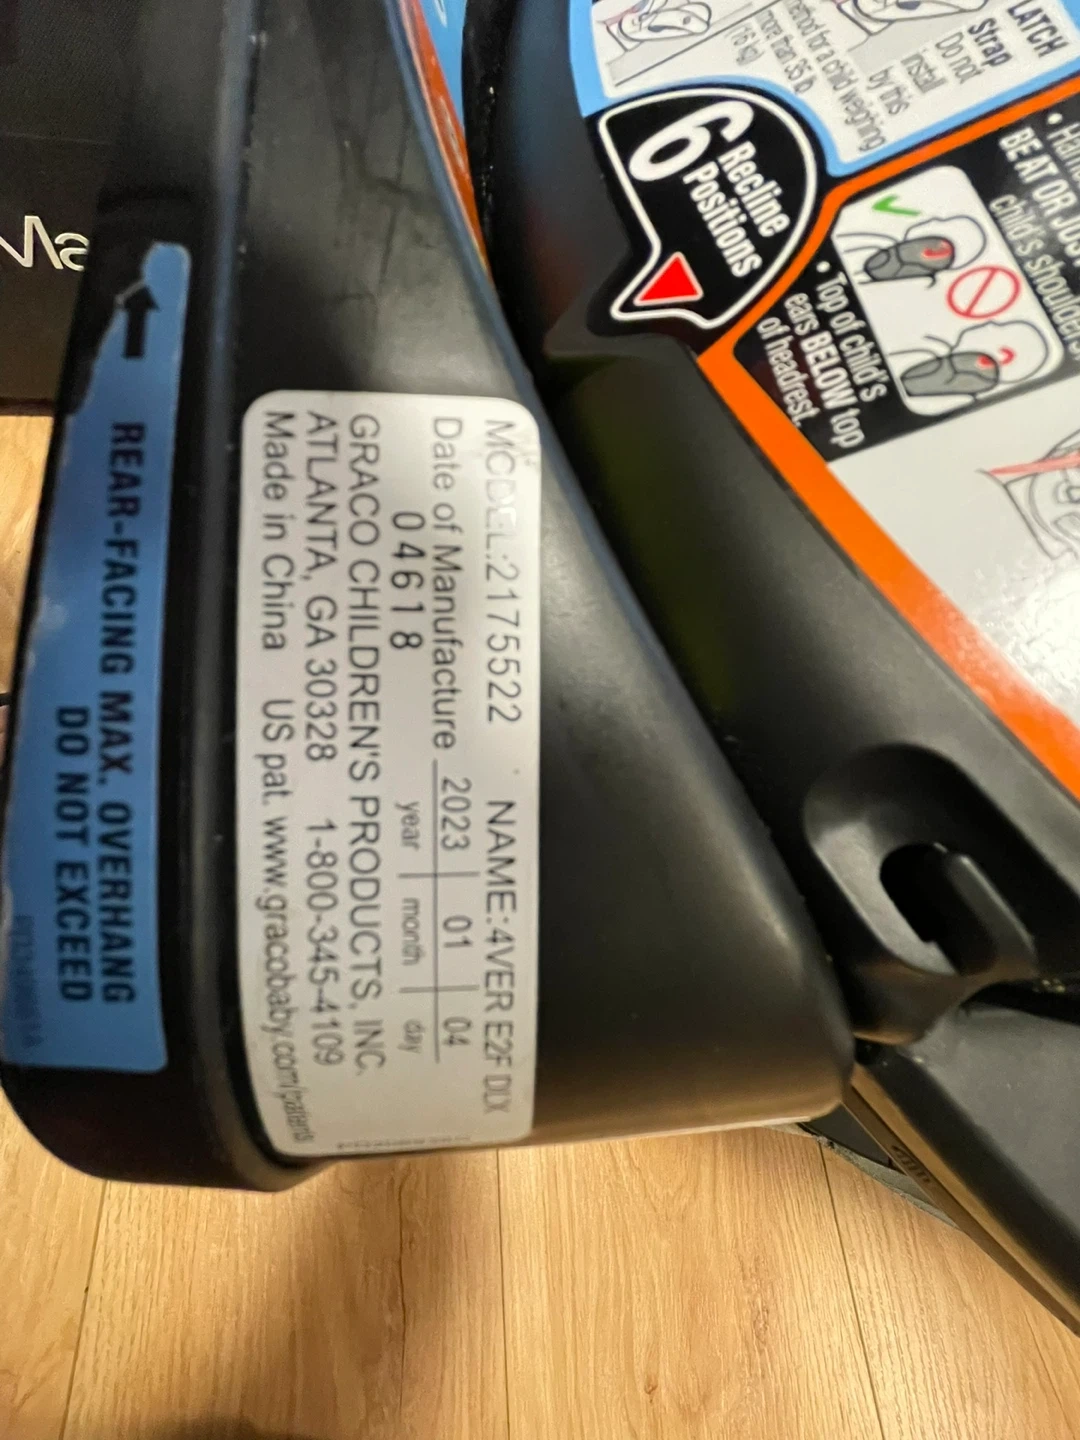 MODEL:2175522 NAME:4VER E2F DLX
Date of Manufacture 2023 01 04
04618 year month day
GRACO CHILDREN'S PRODUCTS, INC.
ATLANTA, GA 30328 1-800-345-4109
Made in China US pat. www.gracobaby.com/patents
REAR-FACING MAX. OVERHANG
DO NOT EXCEED
6 Recline
Positions
LATCH
Strap
Do not
install
by this
method for a child weighing
more than 35 lb
(16 kg)
BE AT OR JUST
child's shoulders
• Top of child's
ears BELOW top
of headrest.
Ma